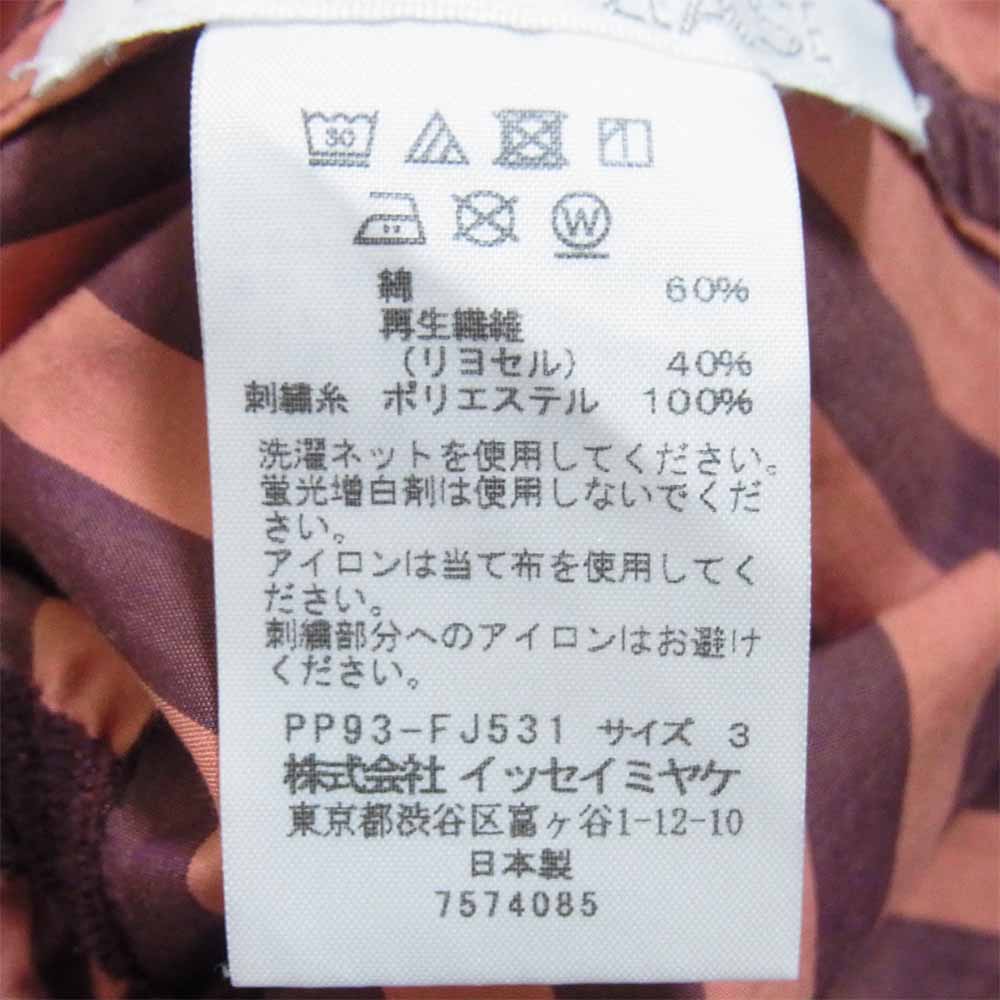 30
W
綿 60%
再生繊維
(リヨセル) 40%
刺繍糸 ポリエステル 100%
洗濯ネットを使用してください。
蛍光増白剤は使用しないでくだ
さい。
アイロンは当て布を使用してく
ださい。
刺繍部分へのアイロンはお避け
ください。
PP93-FJ531 サイズ 3
株式会社 イッセイミヤケ
東京都渋谷区富ヶ谷1-12-10
日本製
7574085